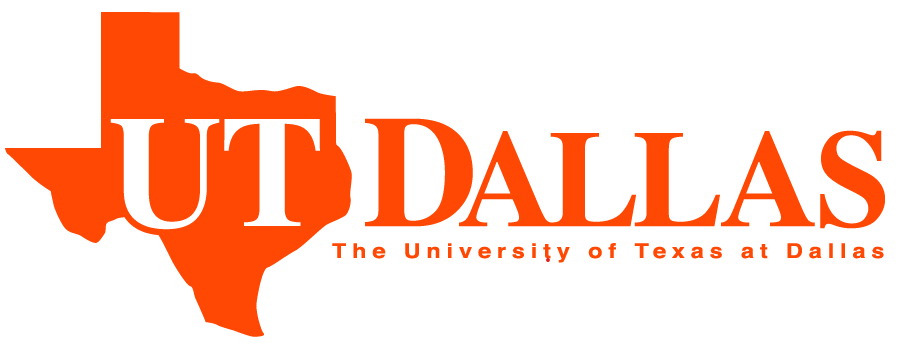 UT DALLAS
The University of Texas at Dallas